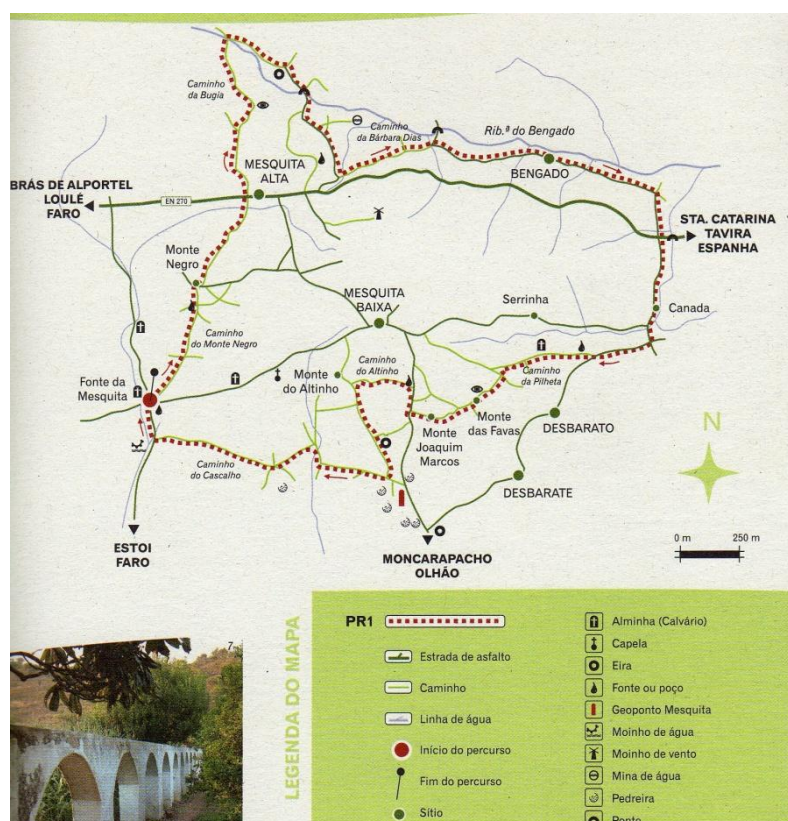 Caminho
da Bugia
Caminho
da Bárbara Dias
Rib.ª do Bengado
MESQUITA
ALTA
BENGADO
BRÁS DE ALPORTEL
LOULÉ
FARO
EN 270
STA. CATARINA
TAVIRA
ESPANHA
Monte
Negro
MESQUITA
BAIXA
Serrinha
Canada
Caminho
do Monte Negro
Fonte da
Mesquita
Monte
do Altinho
Caminho
do Altinho
Caminho
da Pilheta
Monte
das Favas
Monte
Joaquim
Marcos
DESBARATO
N
Caminho
do Cascalho
DESBARATE
0 m 250 m
ESTOI
FARO
MONCARAPACHO
OLHÃO
LEGENDA DO MAPA
PR1
Estrada de asfalto
Caminho
Linha de água
Início do percurso
Fim do percurso
Sítio
Alminha (Calvário)
Capela
Eira
Fonte ou poço
Geoponto Mesquita
Moinho de água
Moinho de vento
Mina de água
Pedreira
Ponte
7